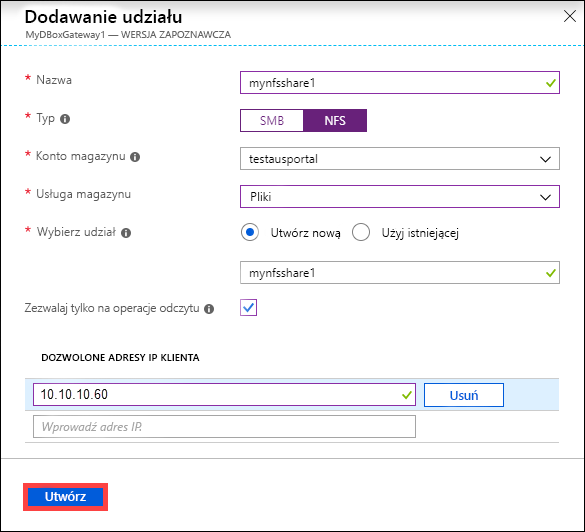 Dodawanie udziału
MyDBoxGateway1 — WERSJA ZAPOZNAWCZA
* Nazwa
mynfsshare1
* Typ
SMB NFS
* Konto magazynu
testausportal
* Usługa magazynu
Pliki
* Wybierz udział
Utwórz nową Użyj istniejącej
mynfsshare1
Zezwalaj tylko na operacje odczytu
DOZWOLONE ADRESY IP KLIENTA
10.10.10.60 Usuń
Wprowadź adres IP.
Utwórz